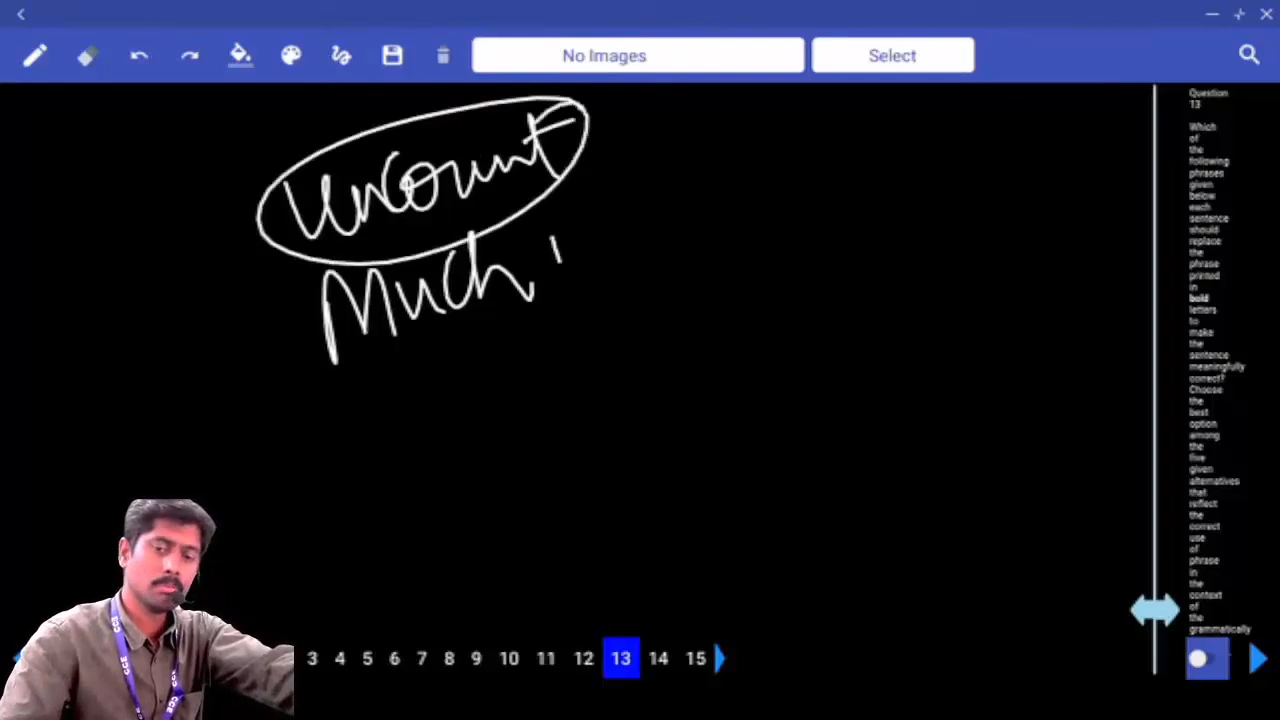 No Images
Select
Uncount
Much
Question
13
Which
of
the
following
phrases
given
below
each
sentence
should
replace
the
phrase
printed
in
bold
letters
to
make
the
sentence
meaningfully
correct?
Choose
the
best
option
among
the
five
given
alternatives
that
reflect
the
correct
use
of
phrase
in
the
context
of
the
grammatically
3 4 5 6 7 8 9 10 11 12 13 14 15
CCE
CCE